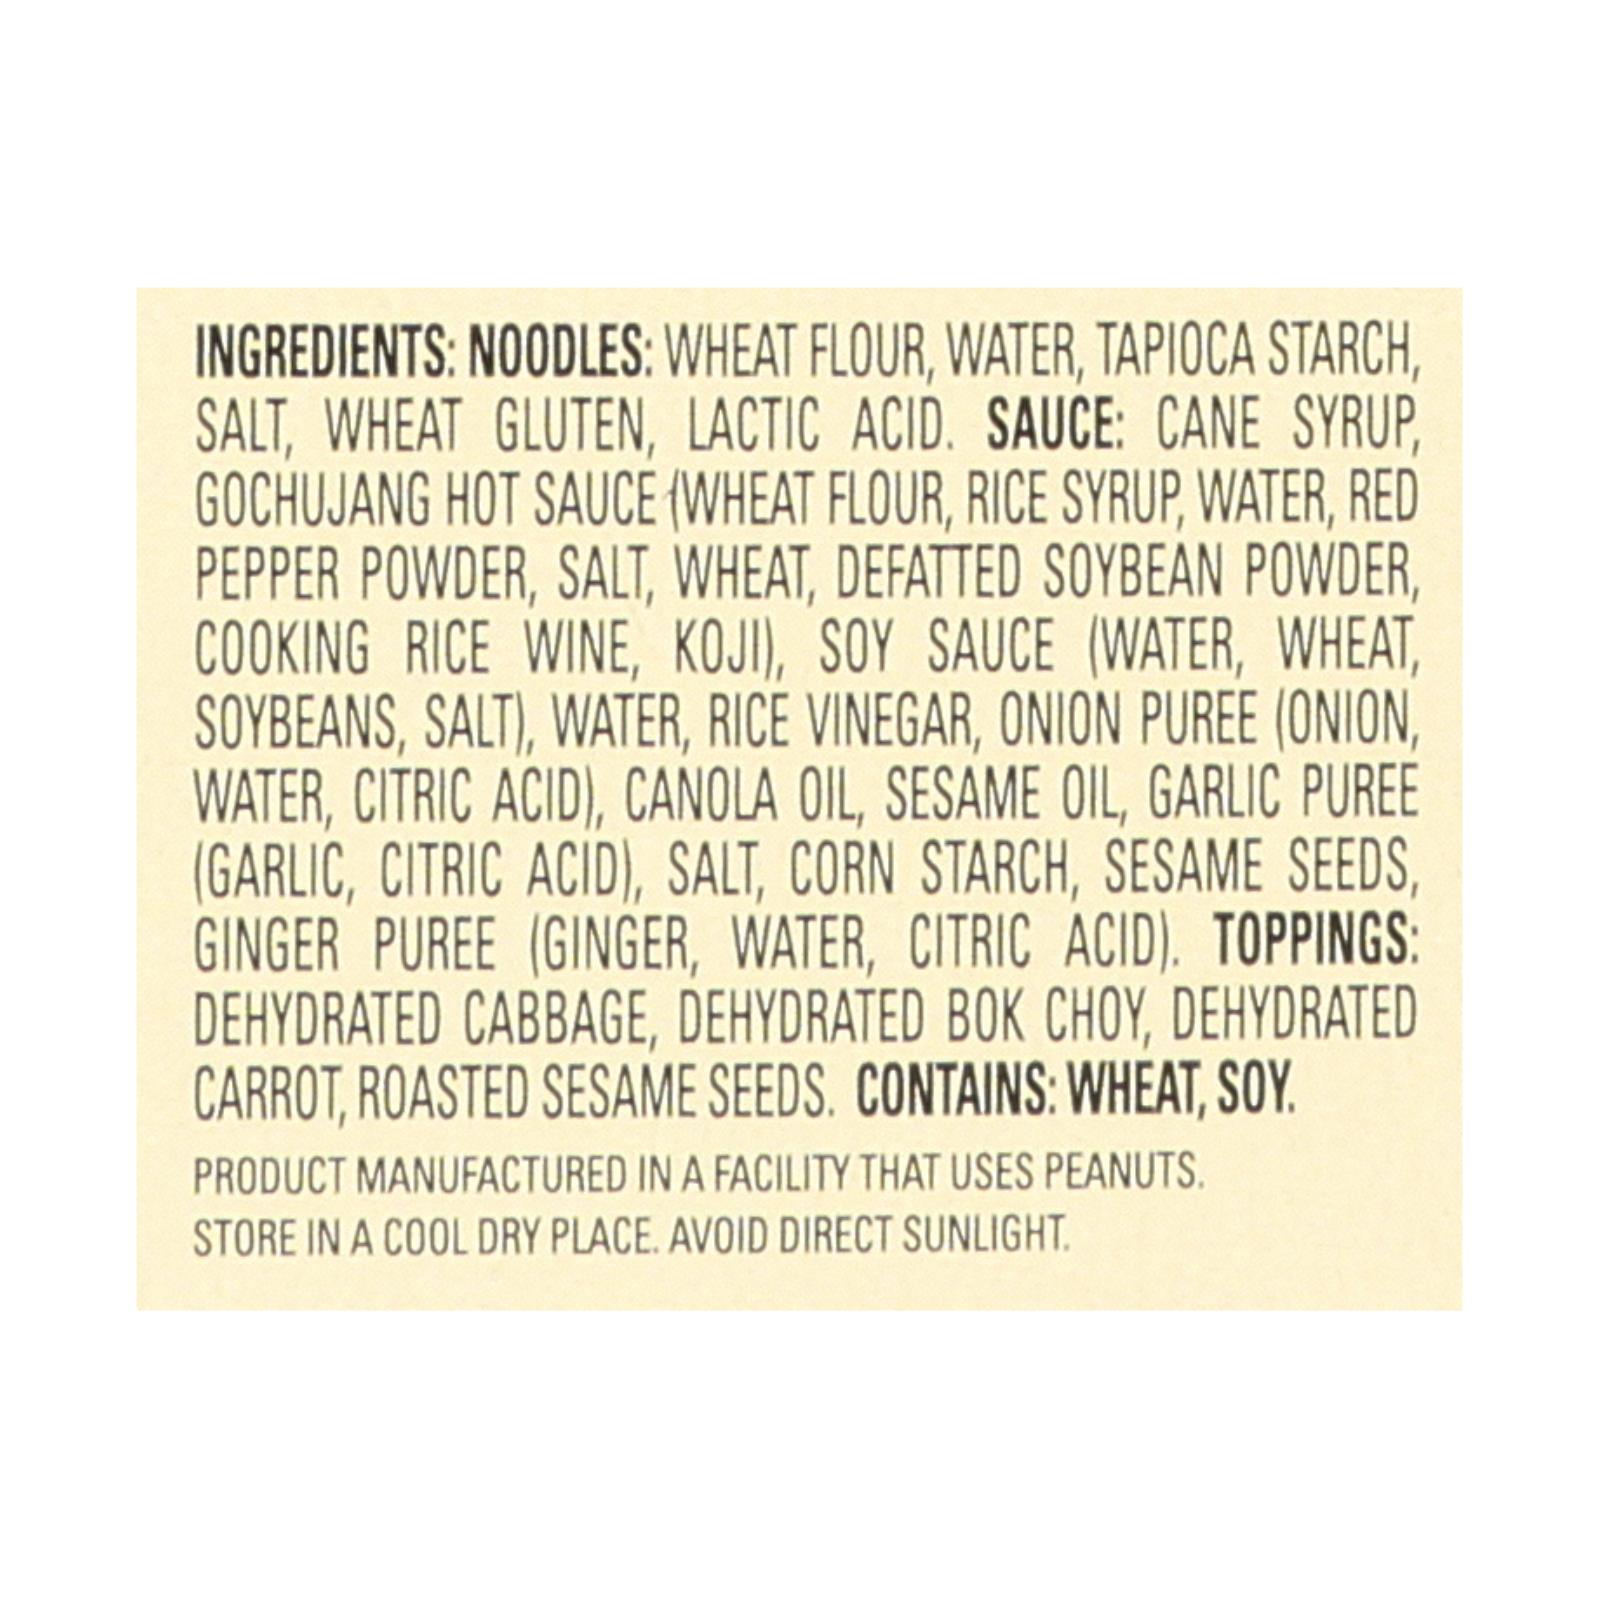 INGREDIENTS: NOODLES: WHEAT FLOUR, WATER, TAPIOCA STARCH,
SALT, WHEAT GLUTEN, LACTIC ACID. SAUCE: CANE SYRUP,
GOCHUJANG HOT SAUCE (WHEAT FLOUR, RICE SYRUP, WATER, RED
PEPPER POWDER, SALT, WHEAT, DEFATTED SOYBEAN POWDER,
COOKING RICE WINE, KOJI), SOY SAUCE (WATER, WHEAT,
SOYBEANS, SALT), WATER, RICE VINEGAR, ONION PUREE (ONION,
WATER, CITRIC ACID), CANOLA OIL, SESAME OIL, GARLIC PUREE
(GARLIC, CITRIC ACID), SALT, CORN STARCH, SESAME SEEDS,
GINGER PUREE (GINGER, WATER, CITRIC ACID). TOPPINGS:
DEHYDRATED CABBAGE, DEHYDRATED BOK CHOY, DEHYDRATED
CARROT, ROASTED SESAME SEEDS. CONTAINS: WHEAT, SOY.
PRODUCT MANUFACTURED IN A FACILITY THAT USES PEANUTS.
STORE IN A COOL DRY PLACE. AVOID DIRECT SUNLIGHT.